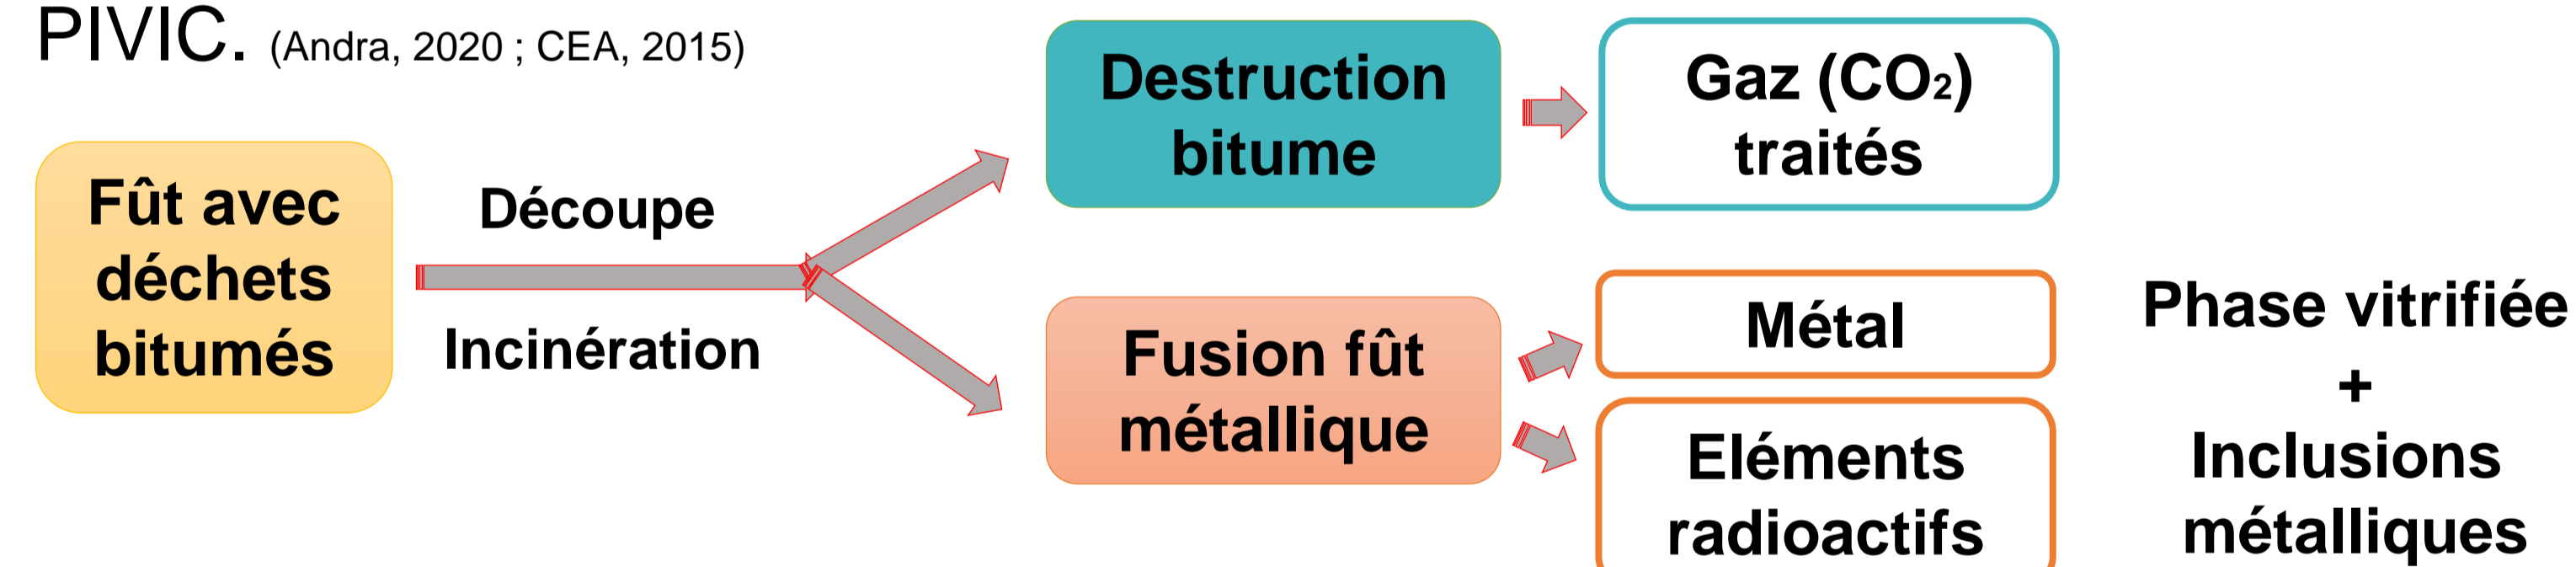 PIVIC. (Andra, 2020 ; CEA, 2015)
Fût avec
déchets
bitumés
Découpe
Incinération
Destruction
bitume
Gaz (CO₂)
traités
Fusion fût
métallique
Métal
Eléments
radioactifs
Phase vitrifiée
+
Inclusions
métalliques